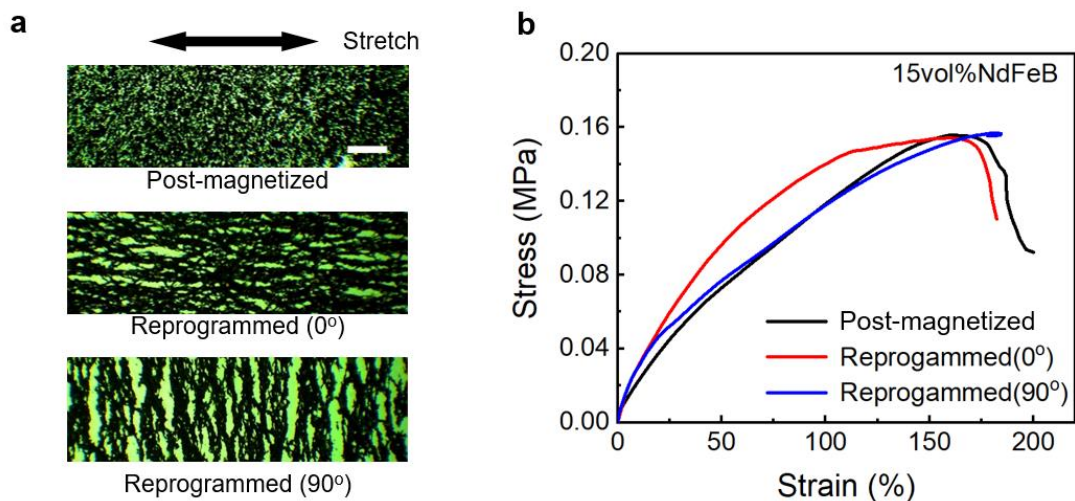 a
Stretch
Post-magnetized
Reprogrammed (0°)
Reprogrammed (90°)
b
15vol%NdFeB
Stress (MPa)
0.20
0.16
0.12
0.08
0.04
0.00
Post-magnetized
Reprogammed(0°)
Reprogammed(90°)
0
50
100
150
200
Strain (%)